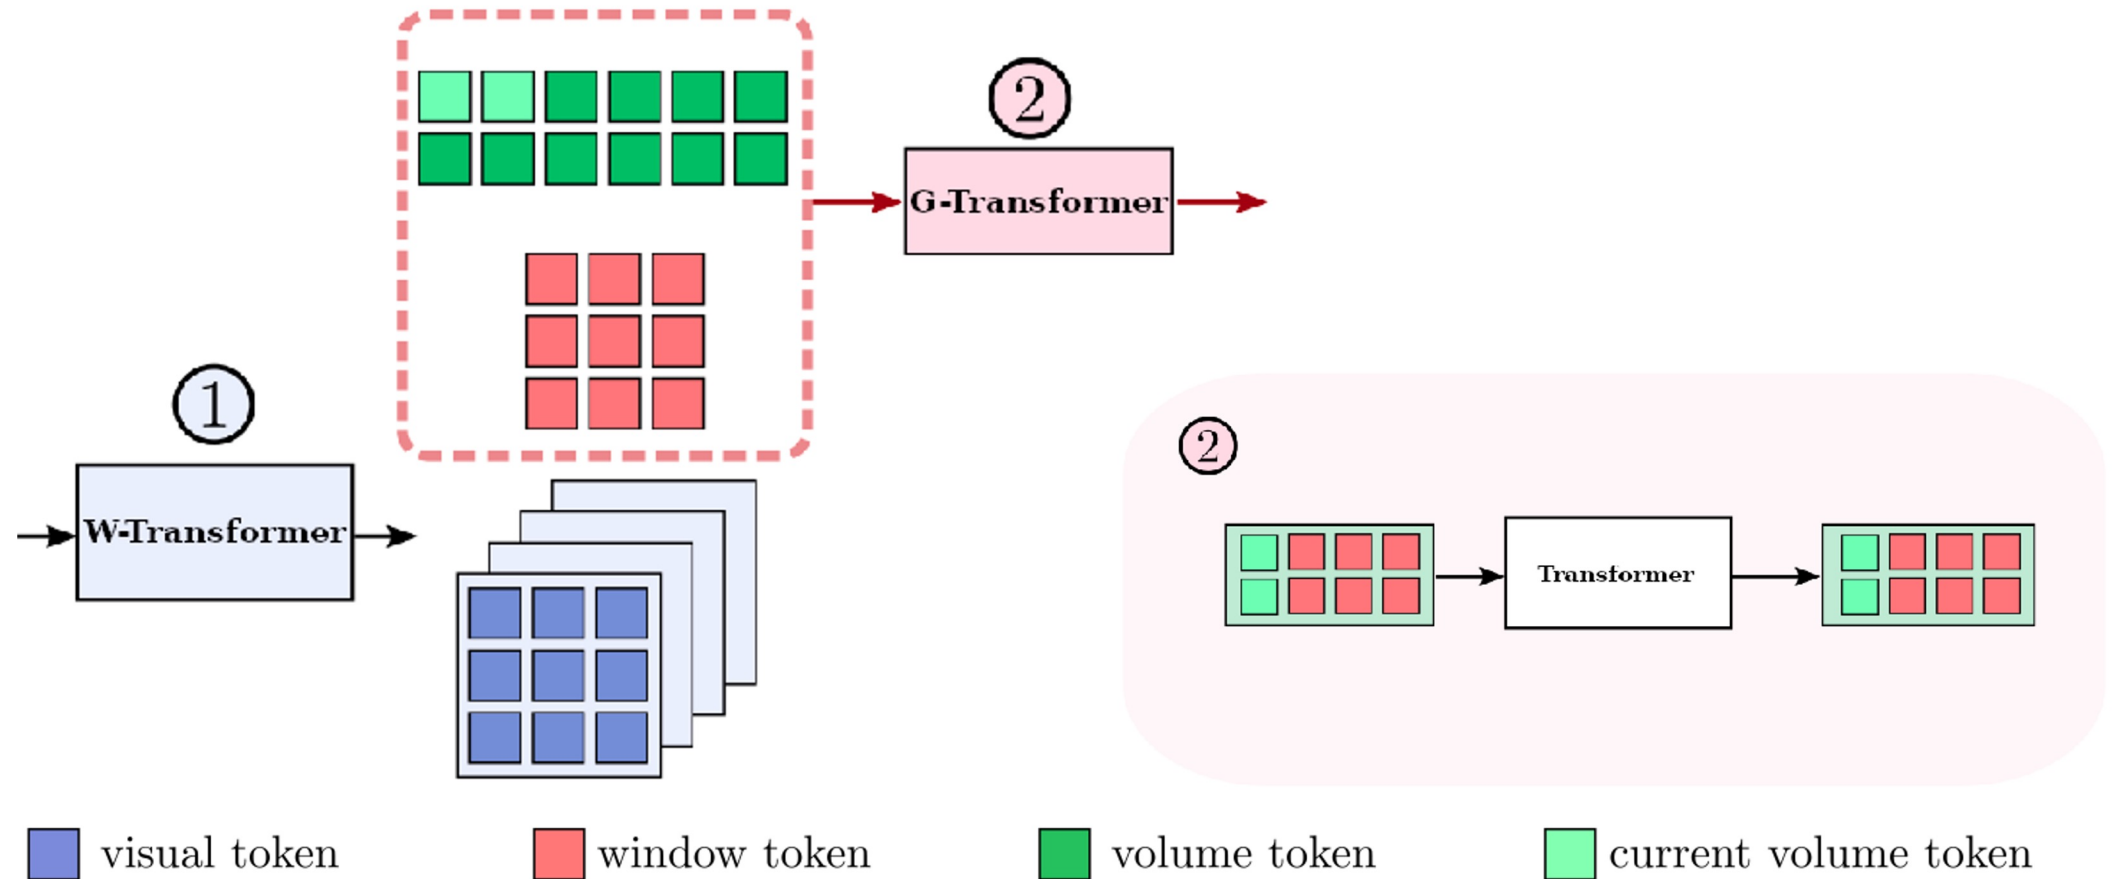 2
G-Transformer
1
W-Transformer
2
Transformer
visual token
window token
volume token
current volume token